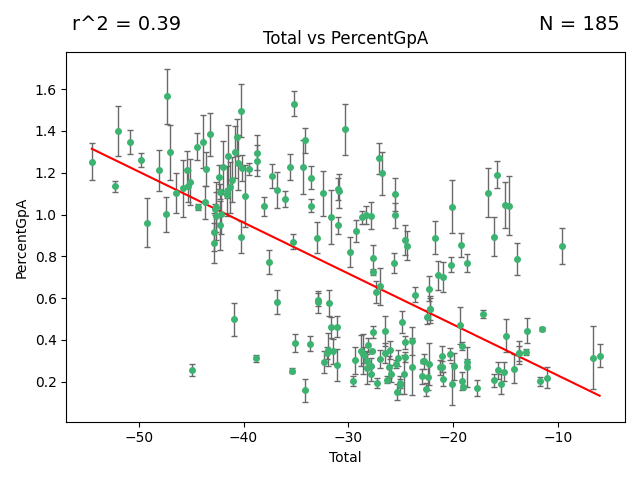 r^2 = 0.39
N = 185
Total vs PercentGpA
PercentGpA
1.6
1.4
1.2
1.0
0.8
0.6
0.4
0.2
−50
−40
−30
−20
−10
Total